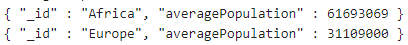 { "_id" : "Africa", "averagePopulation" : 61693069 }
{ "_id" : "Europe", "averagePopulation" : 31109000 }